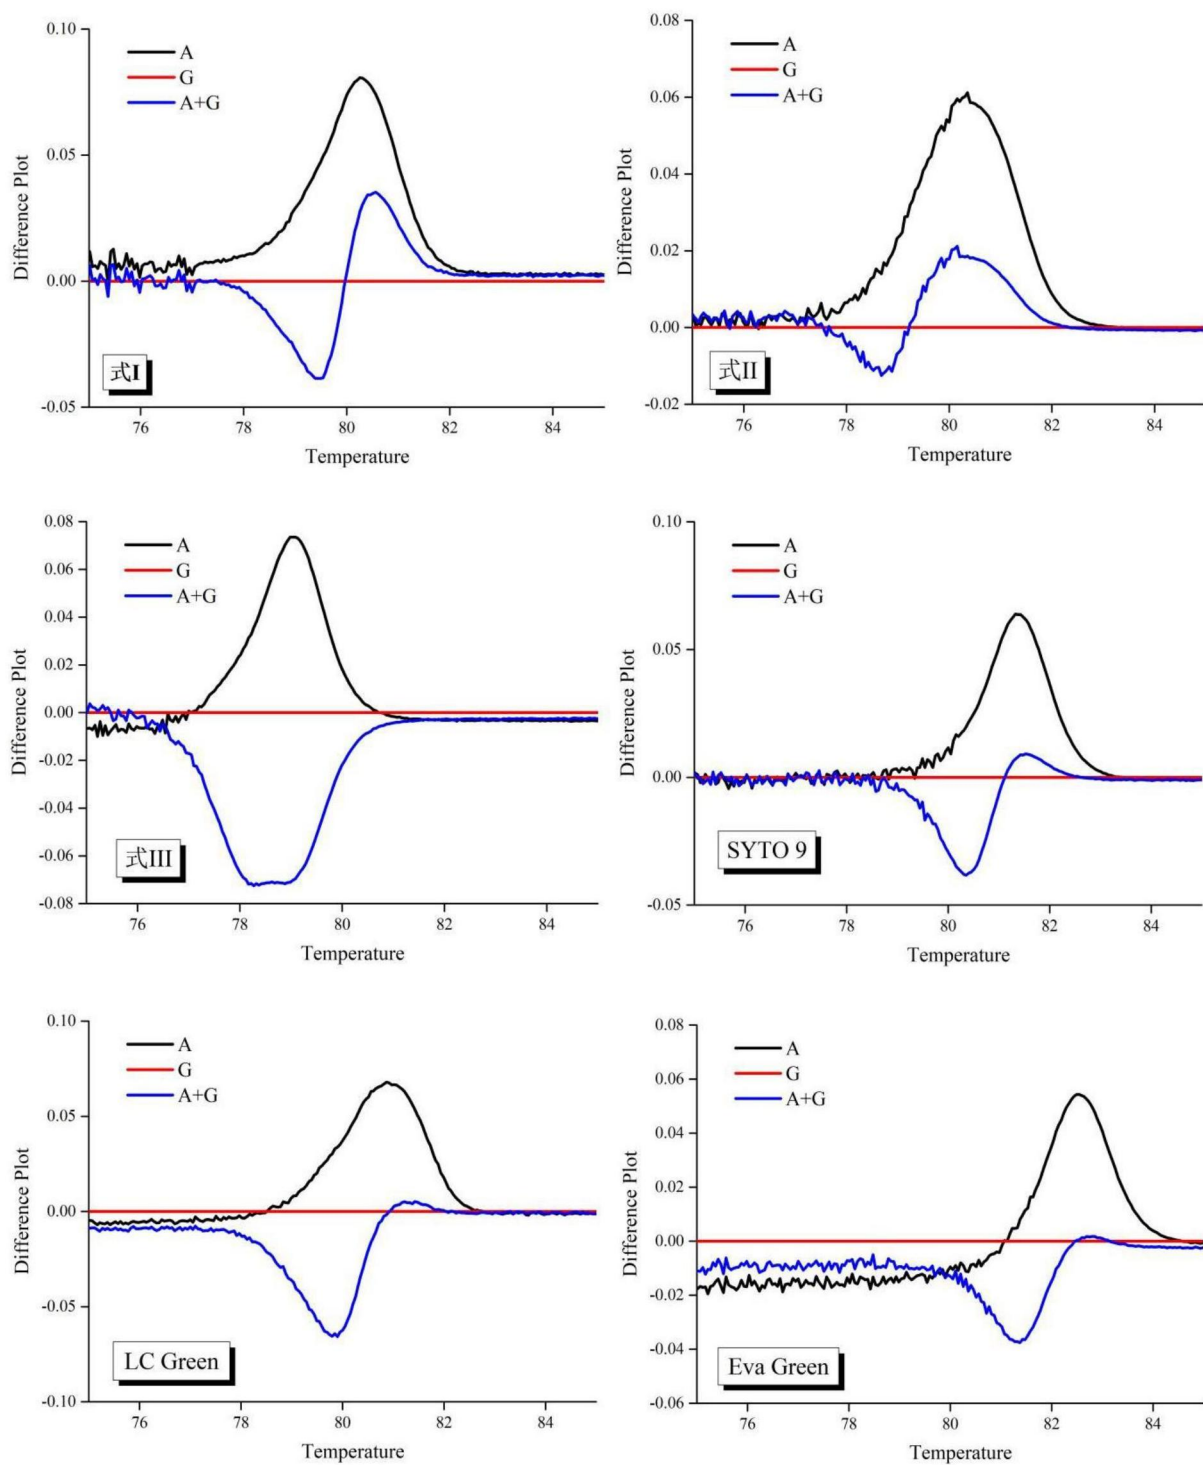 0.10
A
G
A+G
0.05
Difference Plot
0.00
式I
-0.05
76 78 80 82 84
Temperature
0.08
A
G
A+G
0.06
0.04
Difference Plot
0.02
0.00
式II
-0.02
76 78 80 82 84
Temperature
0.08
A
G
A+G
0.06
0.04
0.02
Difference Plot
0.00
-0.02
-0.04
-0.06
式III
-0.08
76 78 80 82 84
Temperature
0.10
A
G
A+G
0.05
Difference Plot
0.00
SYTO 9
-0.05
76 78 80 82 84
Temperature
0.10
A
G
A+G
0.05
Difference Plot
0.00
-0.05
LC Green
-0.10
76 78 80 82 84
Temperature
0.08
A
G
A+G
0.06
0.04
0.02
Difference Plot
0.00
-0.02
-0.04
Eva Green
-0.06
76 78 80 82 84
Temperature